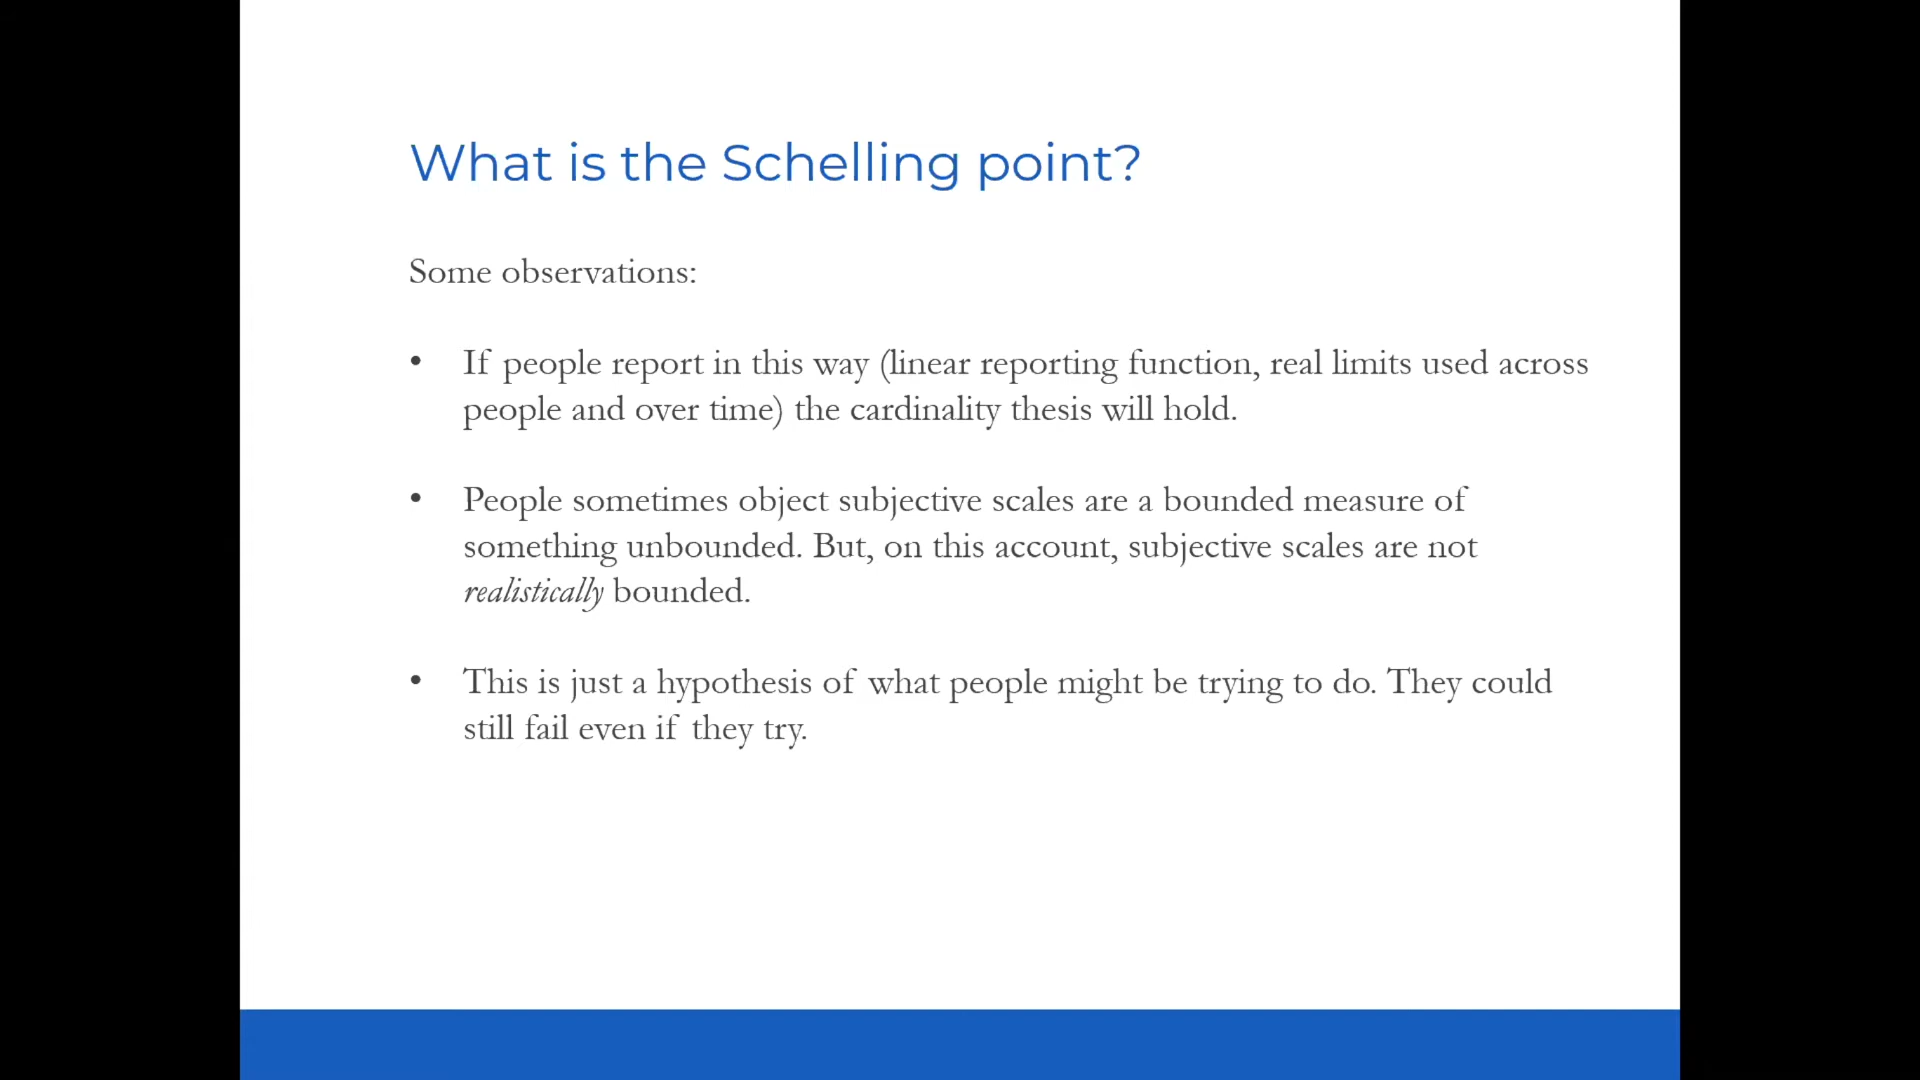 What is the Schelling point?
Some observations:
• If people report in this way (linear reporting function, real limits used across
people and over time) the cardinality thesis will hold.
• People sometimes object subjective scales are a bounded measure of
something unbounded. But, on this account, subjective scales are not
realistically bounded.
• This is just a hypothesis of what people might be trying to do. They could
still fail even if they try.